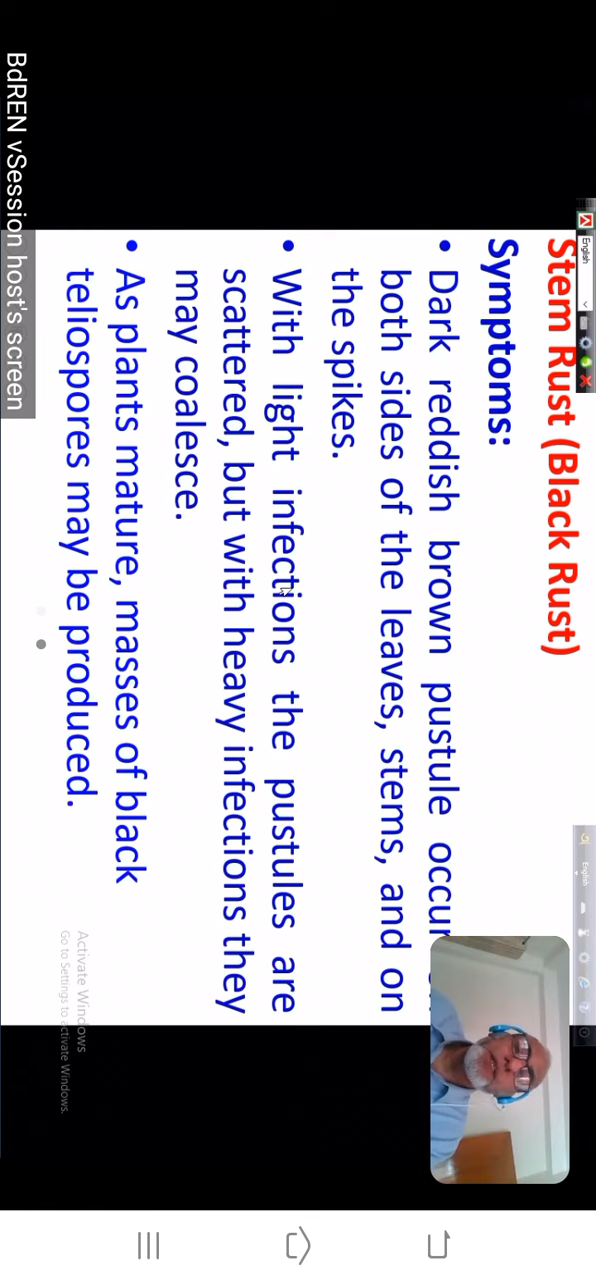 English
Stem Rust (Black Rust)
Symptoms:
• Dark reddish brown pustule occur
both sides of the leaves, stems, and on
the spikes.
• With light infections the pustules are
scattered, but with heavy infections they
may coalesce.
• As plants mature, masses of black
teliospores may be produced.
English
Activate Windows
Go to Settings to activate Windows.
BdREN vSession host's screen